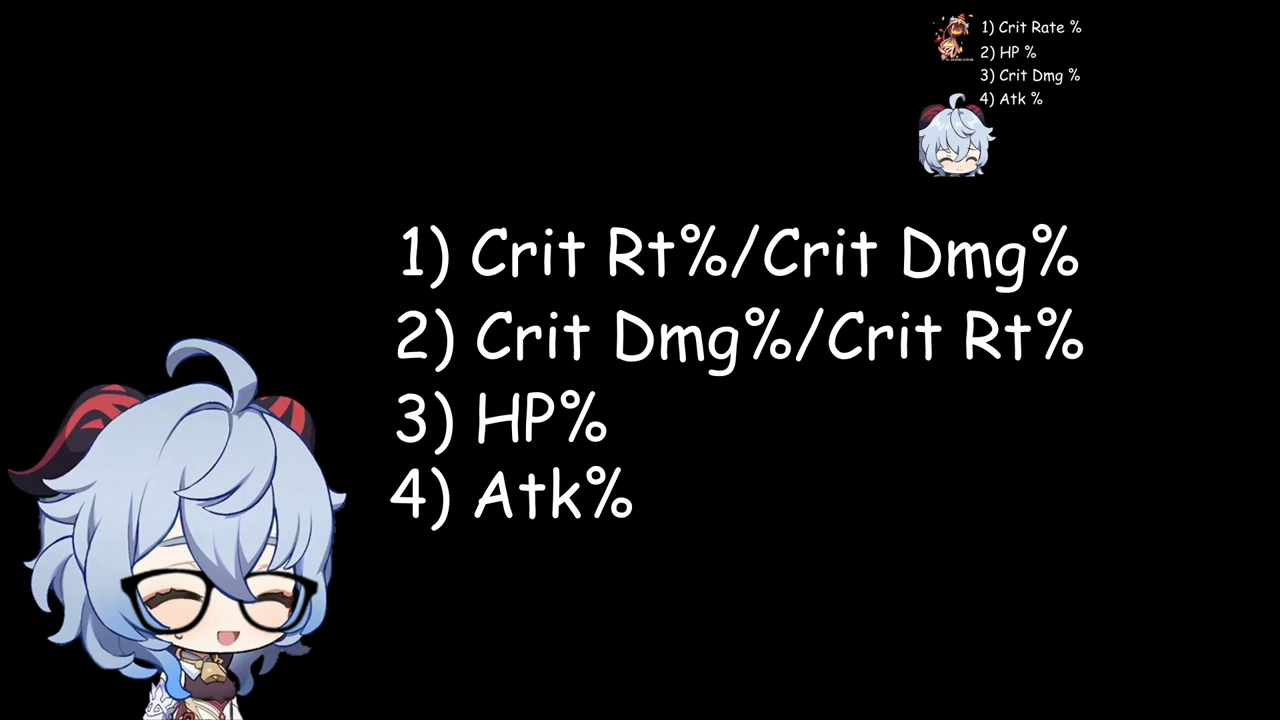 1) Crit Rate %
2) HP %
3) Crit Dmg %
4) Atk %
1) Crit Rt%/Crit Dmg%
2) Crit Dmg%/Crit Rt%
3) HP%
4) Atk%